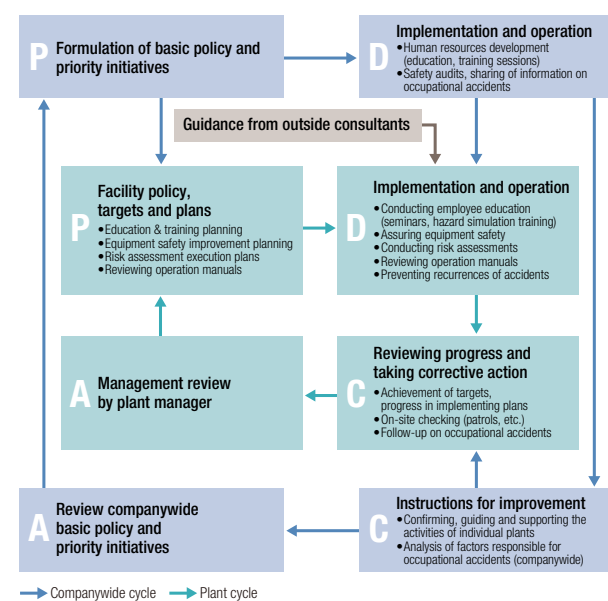 P
Formulation of basic policy and
priority initiatives
D
Implementation and operation
•Human resources development
(education, training sessions)
•Safety audits, sharing of information on
occupational accidents
Guidance from outside consultants
P
Facility policy,
targets and plans
•Education & training planning
•Equipment safety improvement planning
•Risk assessment execution plans
•Reviewing operation manuals
D
Implementation and operation
•Conducting employee education
(seminars, hazard simulation training)
•Assuring equipment safety
•Conducting risk assessments
•Reviewing operation manuals
•Preventing recurrences of accidents
A
Management review
by plant manager
C
Reviewing progress and
taking corrective action
•Achievement of targets,
progress in implementing plans
•On-site checking (patrols, etc.)
•Follow-up on occupational accidents
A
Review companywide
basic policy and
priority initiatives
C
Instructions for improvement
•Confirming, guiding and supporting the
activities of individual plants
•Analysis of factors responsible for
occupational accidents (companywide)
Companywide cycle
Plant cycle